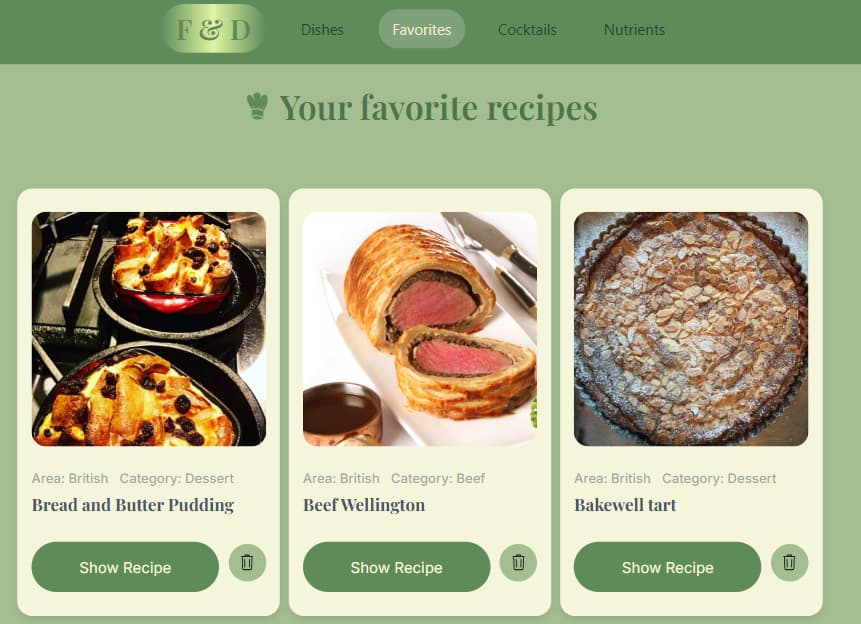 F & D Dishes Favorites Cocktails Nutrients
Your favorite recipes
Area: British Category: Dessert
Bread and Butter Pudding
Show Recipe
Area: British Category: Beef
Beef Wellington
Show Recipe
Area: British Category: Dessert
Bakewell tart
Show Recipe